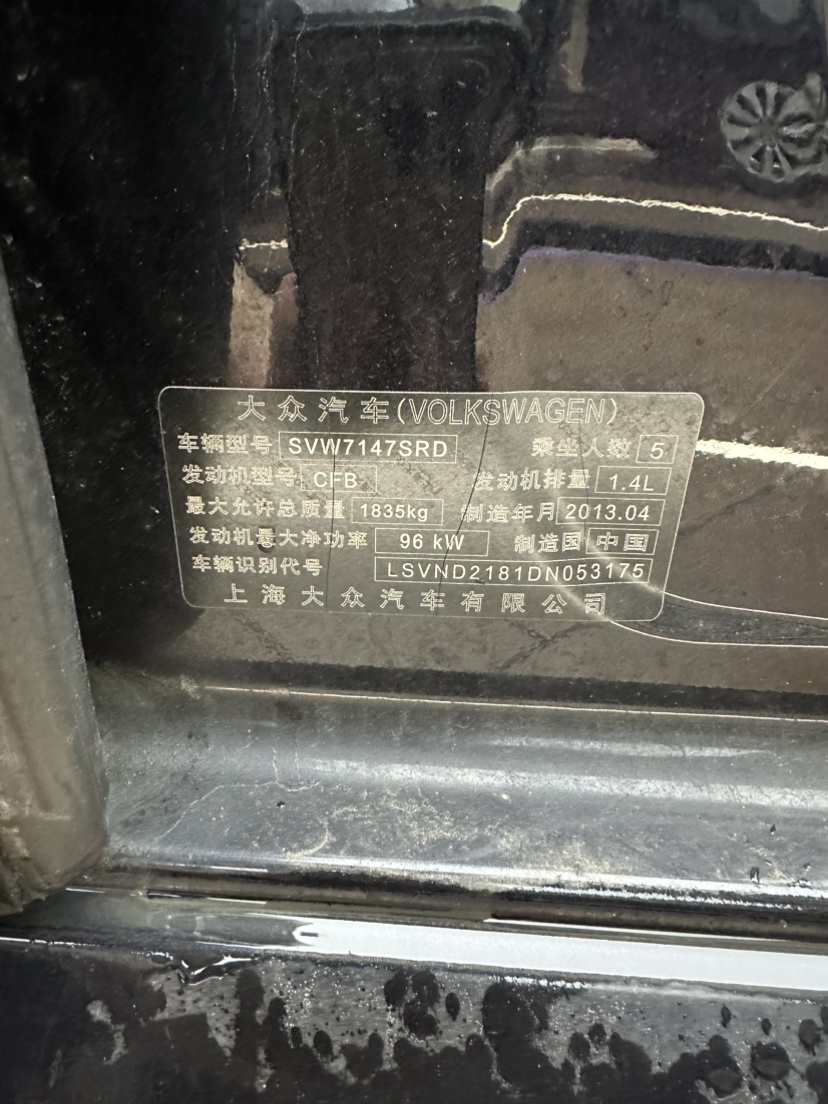 大众汽车(VOLKSWAGEN)
车辆型号 SVW7147SRD 乘坐人数 5
发动机型号 CFB 发动机排量 1.4L
最大允许总质量 1835kg 制造年月 2013.04
发动机最大净功率 96 kW 制造国 中国
车辆识别代号 LSVND2181DN053175
上海大众汽车有限公司